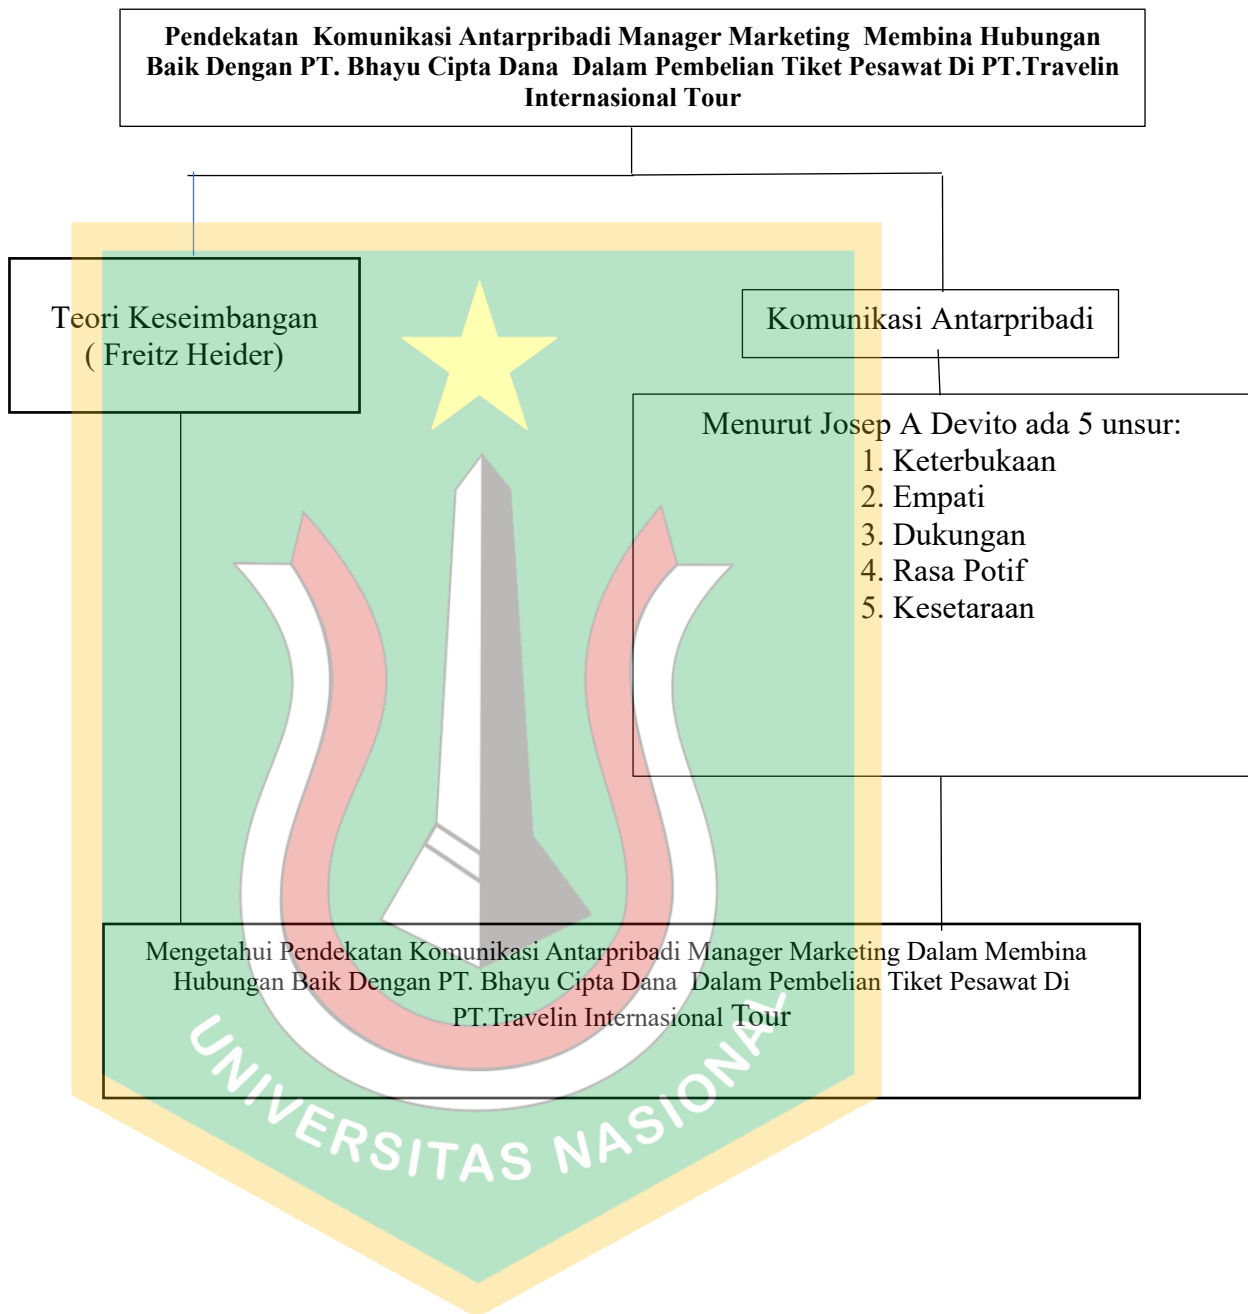 Pendekatan Komunikasi Antarpribadi Manager Marketing Membina Hubungan
Baik Dengan PT. Bhayu Cipta Dana Dalam Pembelian Tiket Pesawat Di PT.Travelin
Internasional Tour
Teori Keseimbangan
( Freitz Heider)
Komunikasi Antarpribadi
Menurut Josep A Devito ada 5 unsur:
1. Keterbukaan
2. Empati
3. Dukungan
4. Rasa Potif
5. Kesetaraan
Mengetahui Pendekatan Komunikasi Antarpribadi Manager Marketing Dalam Membina
Hubungan Baik Dengan PT. Bhayu Cipta Dana Dalam Pembelian Tiket Pesawat Di
PT.Travelin Internasional Tour
UNIVERSITAS NASIONAL